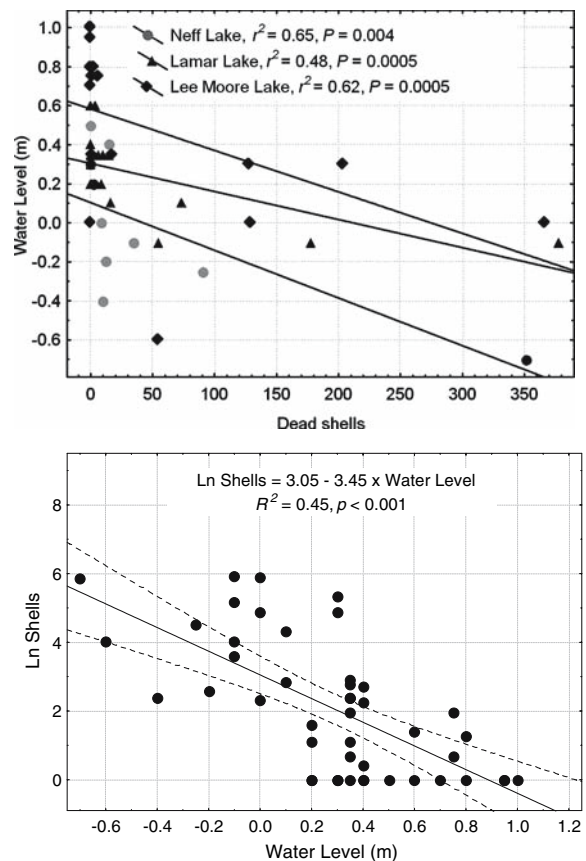 Neff Lake, r² = 0.65, P = 0.004
Lamar Lake, r² = 0.48, P = 0.0005
Lee Moore Lake, r² = 0.62, P = 0.0005
Water Level (m)
1.0
0.8
0.6
0.4
0.2
0.0
-0.2
-0.4
-0.6
0 50 100 150 200 250 300 350
Dead shells
Ln Shells = 3.05 - 3.45 x Water Level
R² = 0.45, p < 0.001
Ln Shells
8
6
4
2
0
-0.6 -0.4 -0.2 0.0 0.2 0.4 0.6 0.8 1.0 1.2
Water Level (m)